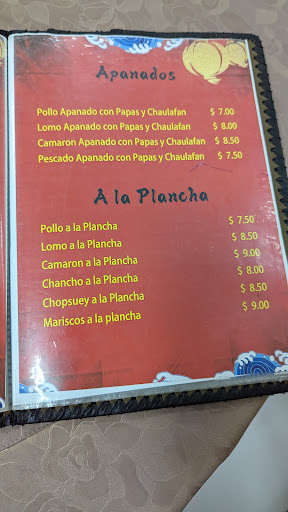 Apanados
Pollo Apanado con Papas y Chaulafan $ 7.00
Lomo Apanado con Papas y Chaulafan $ 8.00
Camaron Apanado con Papas y Chaulafan $ 8.50
Pescado Apanado con Papas y Chaulafan $ 7.50
A la Plancha
Pollo a la Plancha $ 7.50
Lomo a la Plancha $ 8.50
Camaron a la Plancha $ 9.00
Chancho a la Plancha $ 8.00
Chopsuey a la Plancha $ 8.50
Mariscos a la plancha $ 9.00